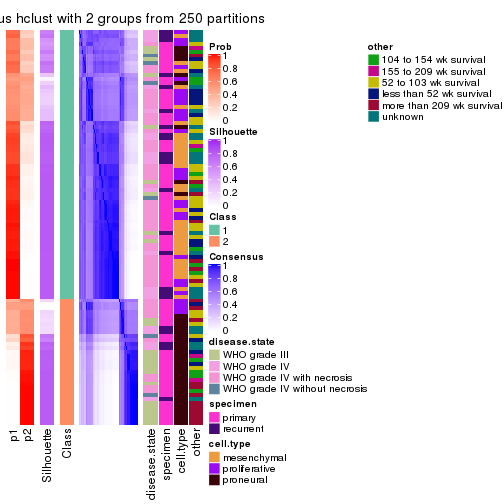 us hclust with 2 groups from 250 partitions
Prob
1
0.8
0.6
0.4
0.2
0
Silhouette
1
0.8
0.6
0.4
0.2
0
Class
1
2
Consensus
1
0.8
0.6
0.4
0.2
0
disease.state
WHO grade III
WHO grade IV
WHO grade IV with necrosis
WHO grade IV without necrosis
specimen
primary
recurrent
cell.type
mesenchymal
proliferative
proneural
other
104 to 154 wk survival
155 to 209 wk survival
52 to 103 wk survival
less than 52 wk survival
more than 209 wk survival
unknown
p1
p2
Silhouette
Class
disease.state
specimen
cell.type
other